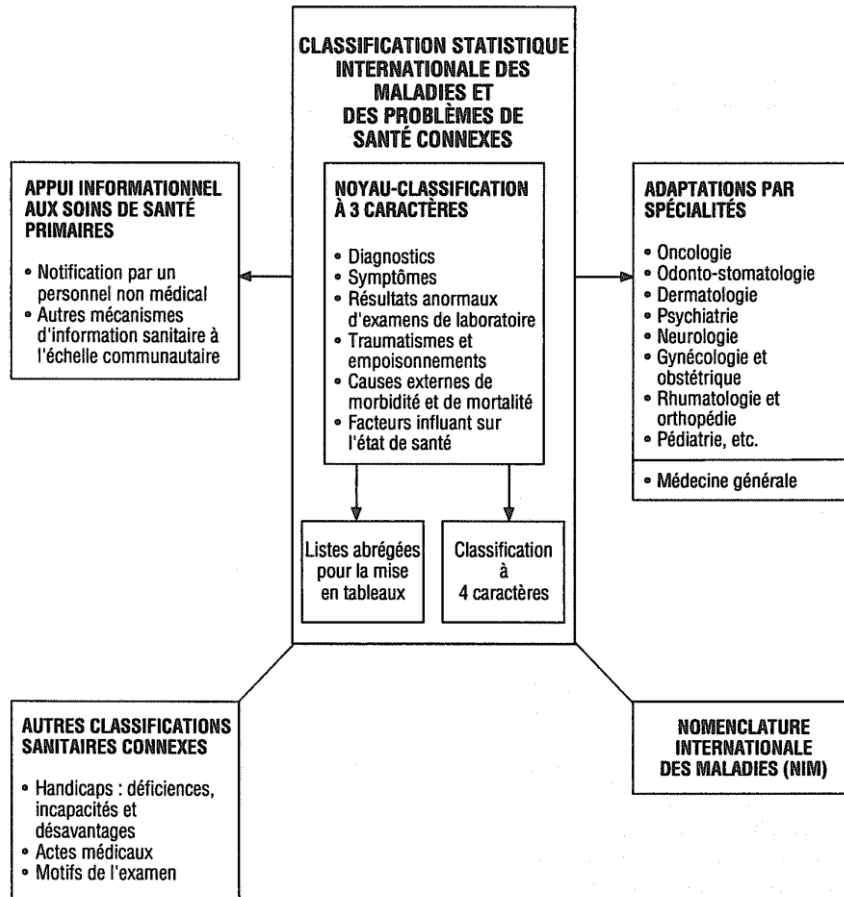 CLASSIFICATION STATISTIQUE
INTERNATIONALE DES
MALADIES ET
DES PROBLÈMES DE
SANTÉ CONNEXES
APPUI INFORMATIONNEL
AUX SOINS DE SANTÉ
PRIMAIRES
• Notification par un
personnel non médical
• Autres mécanismes
d'information sanitaire à
l'échelle communautaire
NOYAU-CLASSIFICATION
À 3 CARACTÈRES
• Diagnostics
• Symptômes
• Résultats anormaux
d'examens de laboratoire
• Traumatismes et
empoisonnements
• Causes externes de
morbidité et de mortalité
• Facteurs influant sur
l'état de santé
ADAPTATIONS PAR
SPÉCIALITÉS
• Oncologie
• Odonto-stomatologie
• Dermatologie
• Psychiatrie
• Neurologie
• Gynécologie et
obstétrique
• Rhumatologie et
orthopédie
• Pédiatrie, etc.
• Médecine générale
Listes abrégées
pour la mise
en tableaux
Classification
à
4 caractères
AUTRES CLASSIFICATIONS
SANITAIRES CONNEXES
• Handicaps : déficiences,
incapacités et
désavantages
• Actes médicaux
• Motifs de l'examen
NOMENCLATURE
INTERNATIONALE
DES MALADIES (NIM)